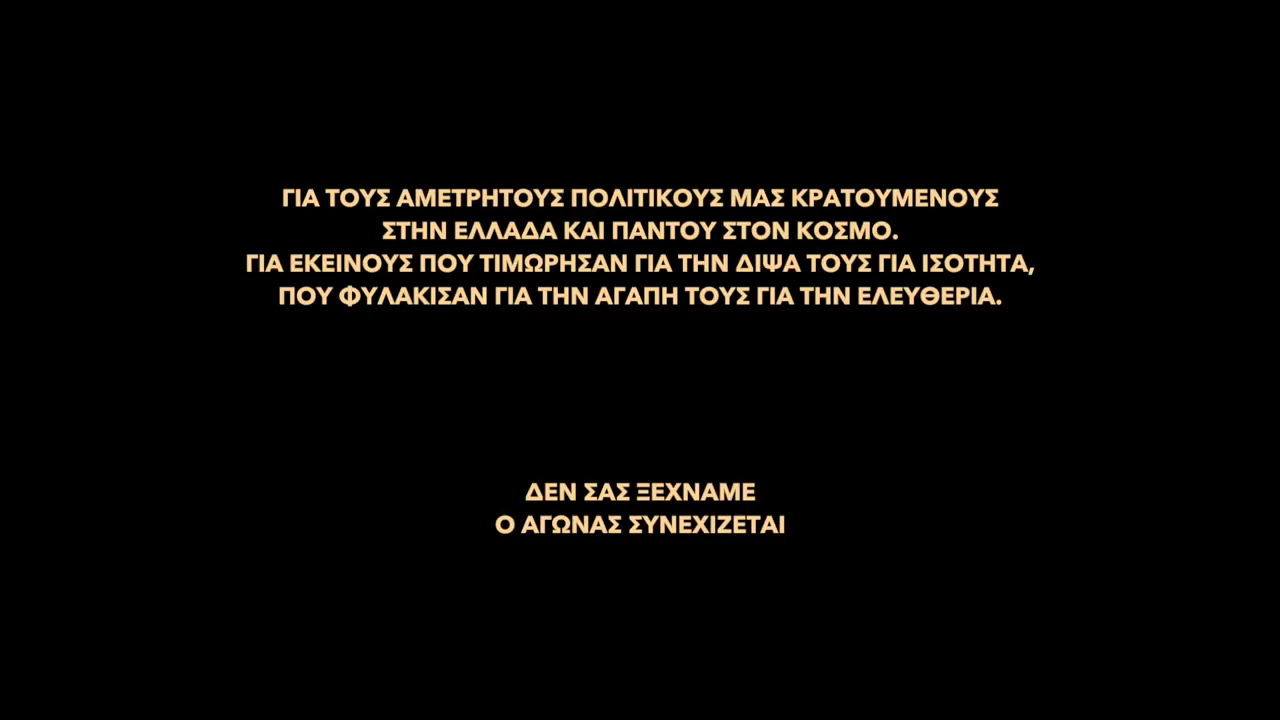 ΓΙΑ ΤΟΥΣ ΑΜΕΤΡΗΤΟΥΣ ΠΟΛΙΤΙΚΟΥΣ ΜΑΣ ΚΡΑΤΟΥΜΕΝΟΥΣ
ΣΤΗΝ ΕΛΛΑΔΑ ΚΑΙ ΠΑΝΤΟΥ ΣΤΟΝ ΚΟΣΜΟ.
ΓΙΑ ΕΚΕΙΝΟΥΣ ΠΟΥ ΤΙΜΩΡΗΣΑΝ ΓΙΑ ΤΗΝ ΔΙΨΑ ΤΟΥΣ ΓΙΑ ΙΣΟΤΗΤΑ,
ΠΟΥ ΦΥΛΑΚΙΣΑΝ ΓΙΑ ΤΗΝ ΑΓΑΠΗ ΤΟΥΣ ΓΙΑ ΤΗΝ ΕΛΕΥΘΕΡΙΑ.
ΔΕΝ ΣΑΣ ΞΕΧΝΑΜΕ
Ο ΑΓΩΝΑΣ ΣΥΝΕΧΙΖΕΤΑΙ